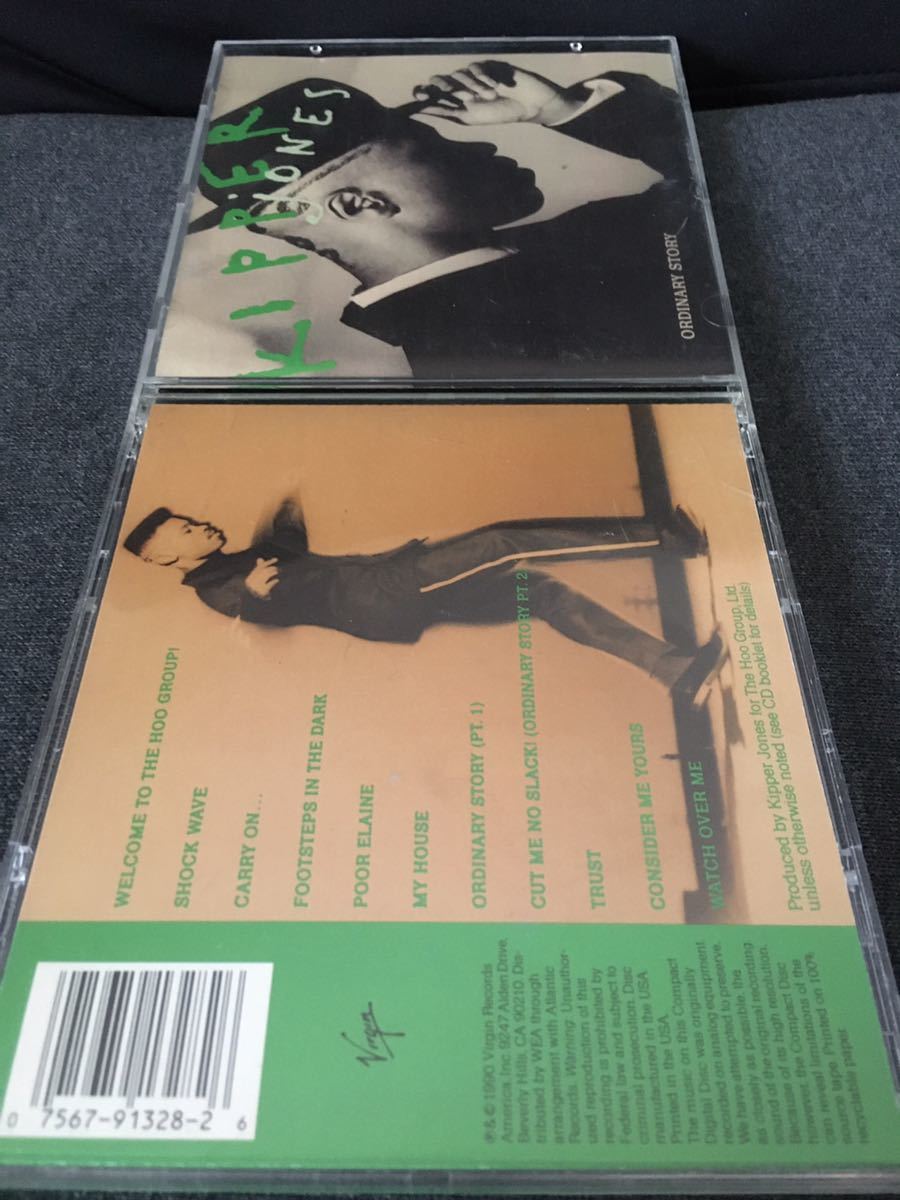 KIPPER
JONES
ORDINARY STORY
WELCOME TO THE HOO GROUP!
SHOCK WAVE
CARRY ON...
FOOTSTEPS IN THE DARK
POOR ELAINE
MY HOUSE
ORDINARY STORY (PT. 1)
CUT ME NO SLACK! (ORDINARY STORY PT. 2
TRUST
CONSIDER ME YOURS
WATCH OVER ME
Produced by Kipper Jones for The Hoo Group, Ltd.
unless otherwise noted (see CD booklet for details)
0 7567-91328-2 6
Virgin
℗&© 1990 Virgin Records
America, Inc. 9247 Alden Drive,
Beverly Hills, CA 90210 Dis-
tributed by WEA through
arrangement with Atlantic
Records. Warning: Unauthor-
ized reproduction of this
recording is prohibited by
Federal law and subject to
criminal prosecution. Disc
manufactured in the USA
Printed in the USA
The music on this Compact
Digital Disc was originally
recorded on analog equipment
We have attempted to preserve,
as closely as possible, the
sound of the original recording.
Because of its high resolution,
however, the Compact Disc
can reveal limitations of the
source tape. Printed on 100%
recyclable paper